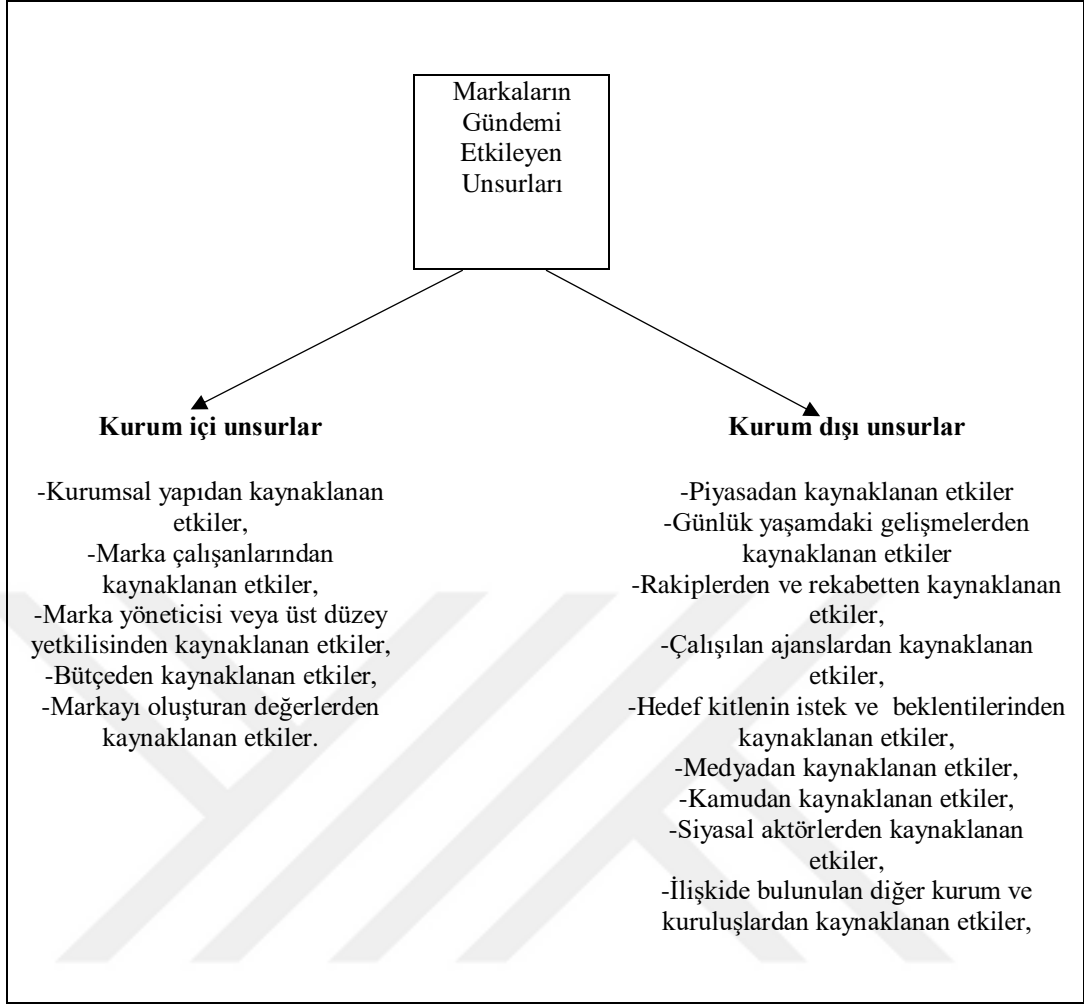 Markaların
Gündemi
Etkileyen
Unsurları
Kurum içi unsurlar
-Kurumsal yapıdan kaynaklanan
etkiler,
-Marka çalışanlarından
kaynaklanan etkiler,
-Marka yöneticisi veya üst düzey
yetkilisinden kaynaklanan etkiler,
-Bütçeden kaynaklanan etkiler,
-Markayı oluşturan değerlerden
kaynaklanan etkiler.
Kurum dışı unsurlar
-Piyasadan kaynaklanan etkiler
-Günlük yaşamdaki gelişmelerden
kaynaklanan etkiler
-Rakiplerden ve rekabetten kaynaklanan
etkiler,
-Çalışılan ajanslardan kaynaklanan
etkiler,
-Hedef kitlenin istek ve  beklentilerinden
kaynaklanan etkiler,
-Medyadan kaynaklanan etkiler,
-Kamudan kaynaklanan etkiler,
-Siyasal aktörlerden kaynaklanan
etkiler,
-İlişkide bulunulan diğer kurum ve
kuruluşlardan kaynaklanan etkiler,